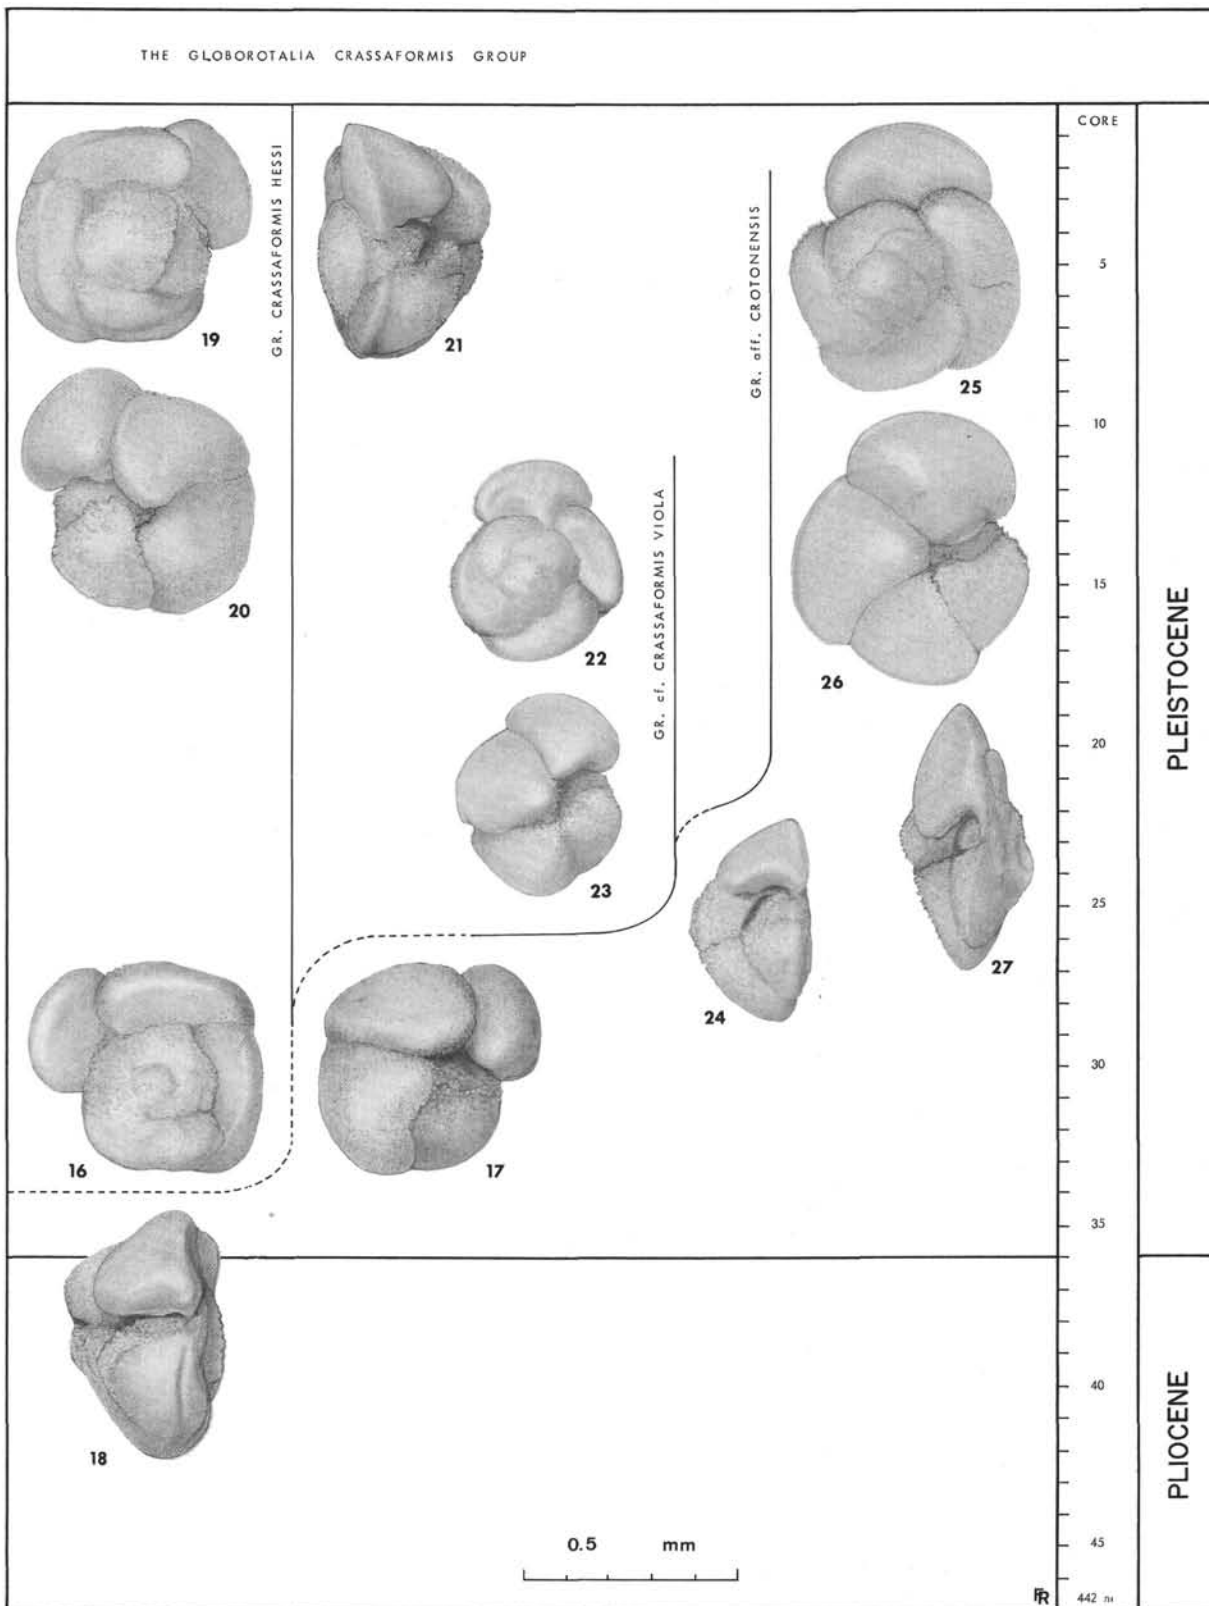 THE GLOBOROTALIA CRASSAFORMIS GROUP
CORE
GR. CRASSAFORMIS HESSI
GR. aff. CROTONENSIS
GR. cf. CRASSAFORMIS VIOLA
19
21
25
20
22
26
23
24
27
16
17
18
5
10
15
20
25
30
35
40
45
PLEISTOCENE
PLIOCENE
0.5 mm
FR
442 m